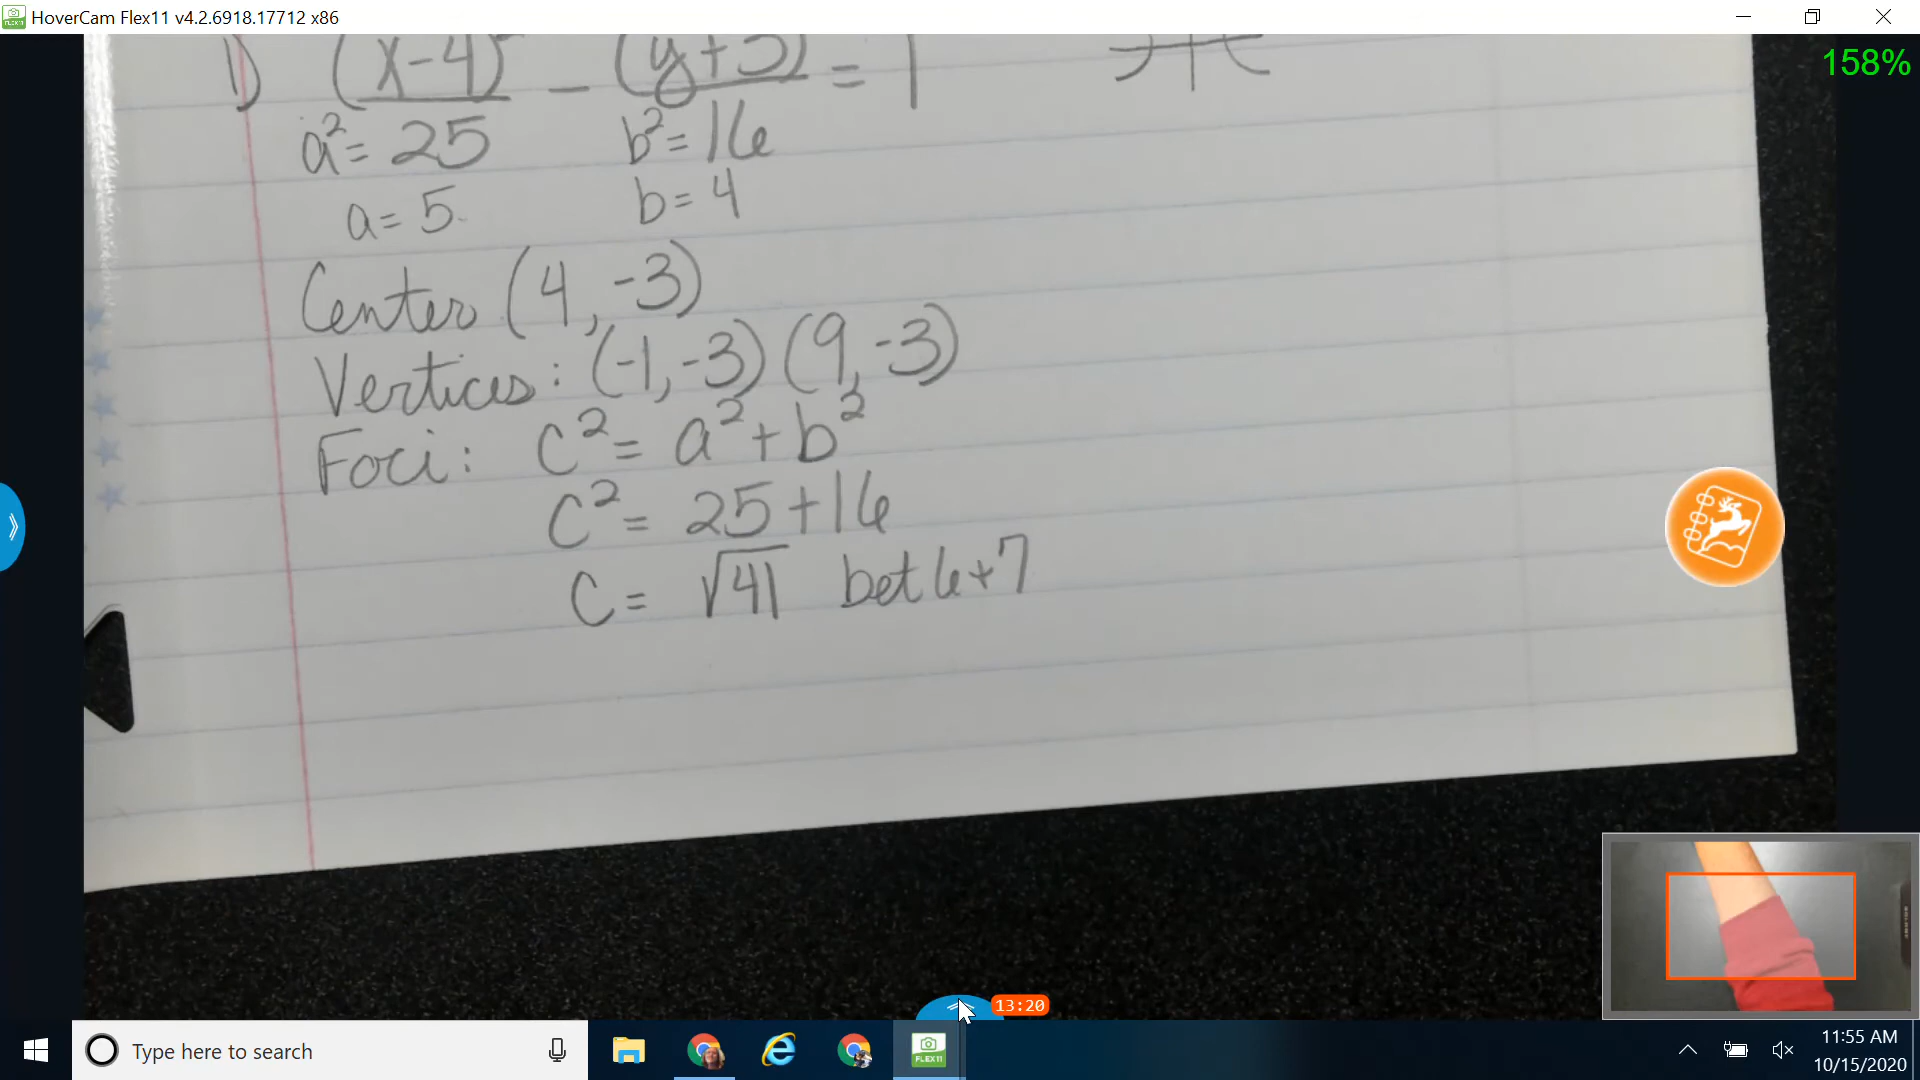 HoverCam Flex11 v4.2.6918.17712 x86
158%
1) (x-4)² - (y+3) = 1
a²= 25 b²= 16
a= 5 b= 4
Center (4, -3)
Vertices: (-1, -3) (9, -3)
Foci: c² = a² + b²
c² = 25+16
c = √41 bet 6+7
13:20
Type here to search
FLEX11
11:55 AM
10/15/2020